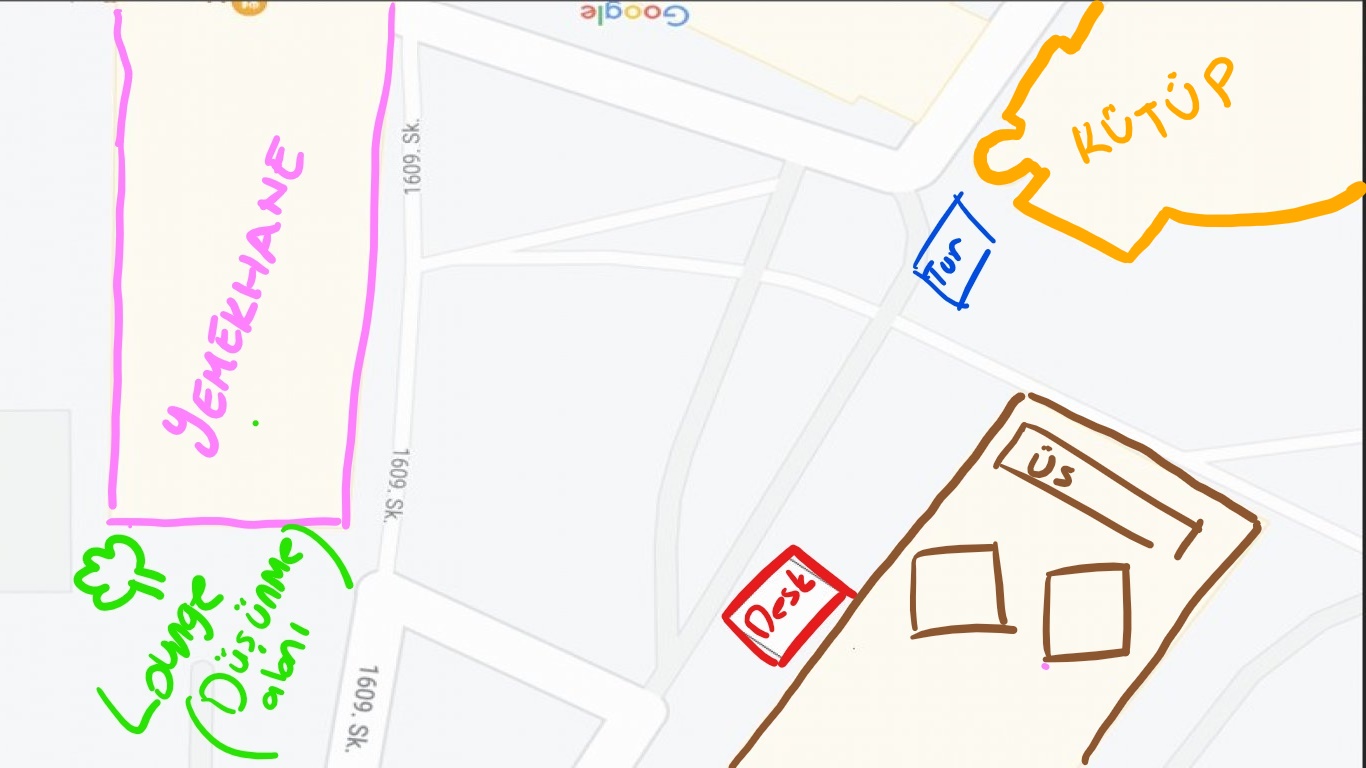 Google
KÜTÜP
1609. Sk.
YEMEKHANE
Tur
1609. Sk.
ÜS
Desk
Lounge
(Düşünme
alanı
1609. Sk.